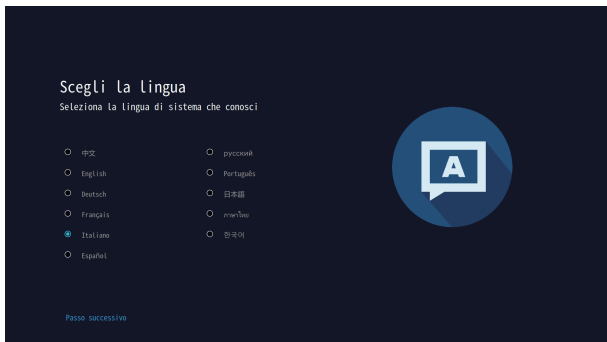 Scegli la lingua
Seleziona la lingua di sistema che conosci
中文
English
Deutsch
Français
Italiano
Español
русский
Português
日本語
ภาษาไทย
한국어
A
Passo successivo